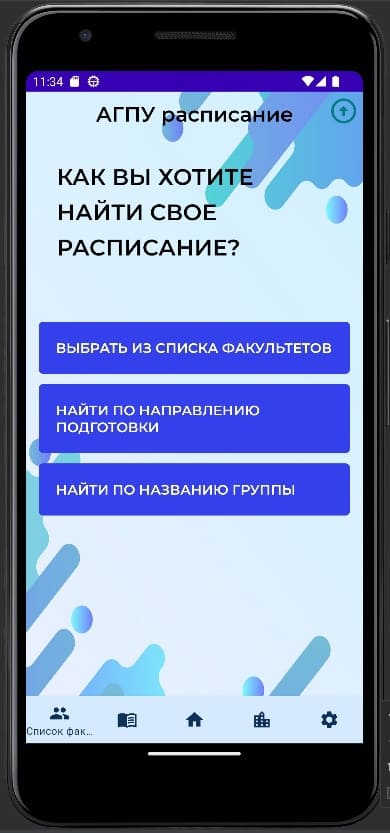 11:34
АГПУ расписание
КАК ВЫ ХОТИТЕ
НАЙТИ СВОЕ
РАСПИСАНИЕ?
ВЫБРАТЬ ИЗ СПИСКА ФАКУЛЬТЕТОВ
НАЙТИ ПО НАПРАВЛЕНИЮ
ПОДГОТОВКИ
НАЙТИ ПО НАЗВАНИЮ ГРУППЫ
Список фак...